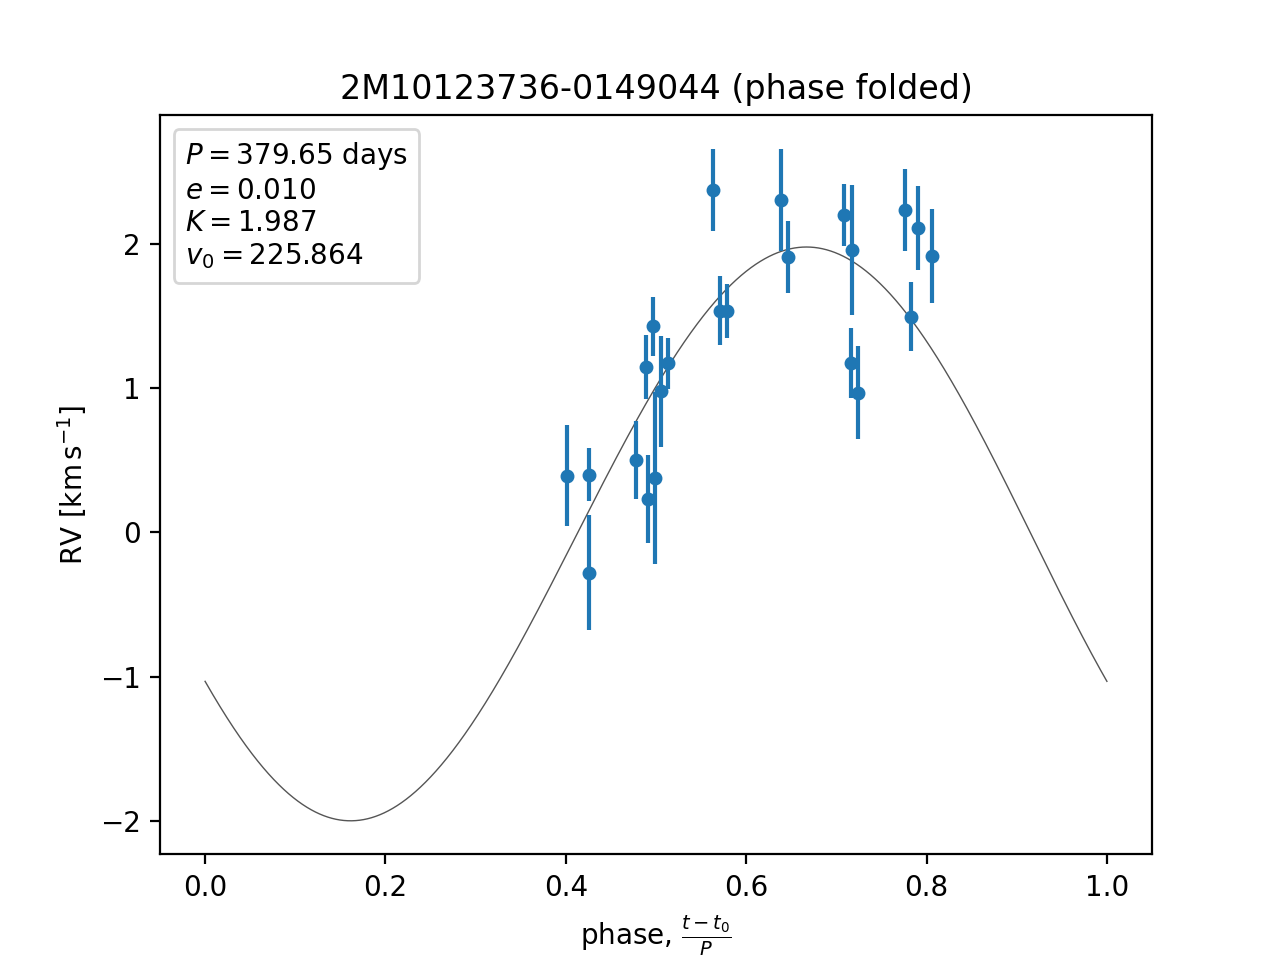 2M10123736-0149044 (phase folded)
P = 379.65 days
e = 0.010
K = 1.987
v₀ = 225.864
RV [km s⁻¹]
2
1
0
−1
−2
0.0 0.2 0.4 0.6 0.8 1.0
phase, (t − t₀)/P